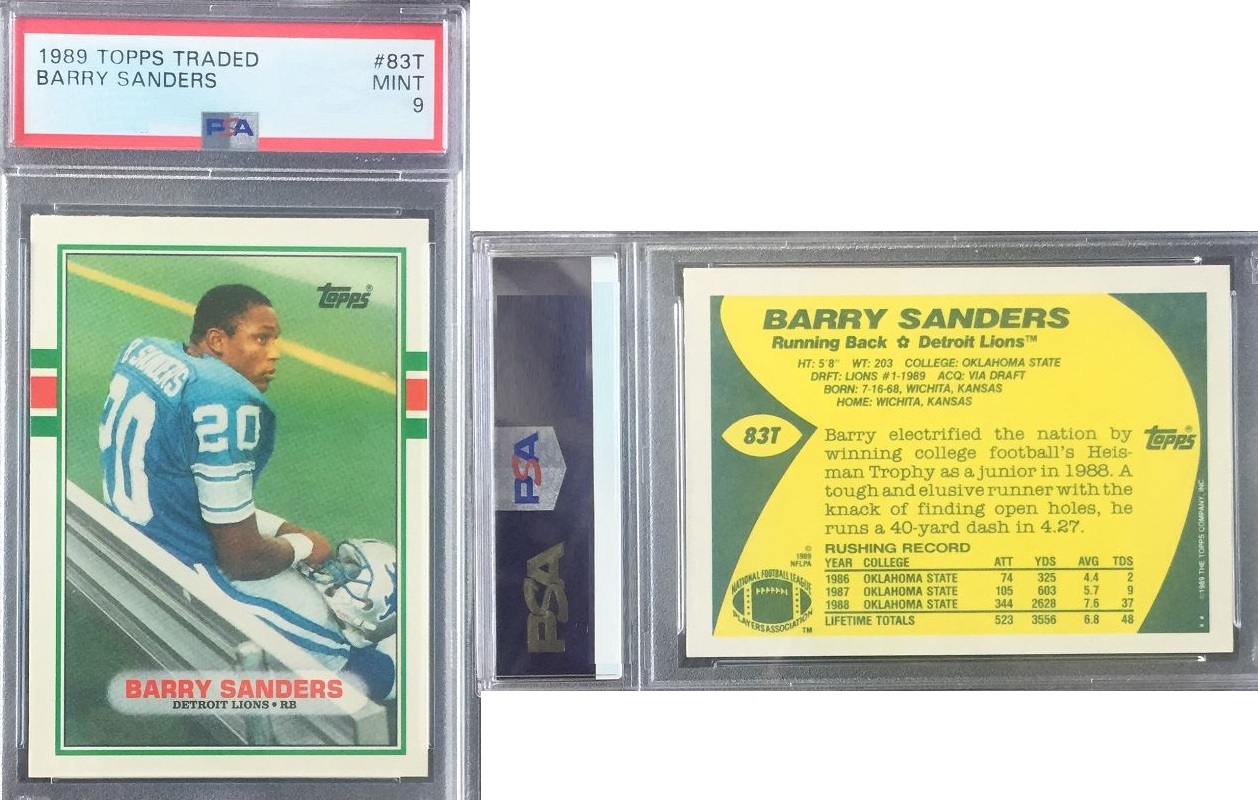 1989 TOPPS TRADED #83T
BARRY SANDERS MINT
9
PSA
Topps®
B. SANDERS
20
20
BARRY SANDERS
DETROIT LIONS • RB
PSA
PSA
BARRY SANDERS
Running Back ✩ Detroit Lions™
HT: 5'8" WT: 203 COLLEGE: OKLAHOMA STATE
DRFT: LIONS #1-1989 ACQ: VIA DRAFT
BORN: 7-16-68, WICHITA, KANSAS
HOME: WICHITA, KANSAS
83T
Topps®
Barry electrified the nation by
winning college football's Heis-
man Trophy as a junior in 1988. A
tough and elusive runner with the
knack of finding open holes, he
runs a 40-yard dash in 4.27.
RUSHING RECORD
YEAR COLLEGE ATT YDS AVG TDS
1986 OKLAHOMA STATE 74 325 4.4 2
1987 OKLAHOMA STATE 105 603 5.7 9
1988 OKLAHOMA STATE 344 2628 7.6 37
LIFETIME TOTALS 523 3556 6.8 48
©
1989
NFLPA
NATIONAL FOOTBALL LEAGUE
PLAYERS ASSOCIATION
™
©1989 THE TOPPS COMPANY, INC.
**